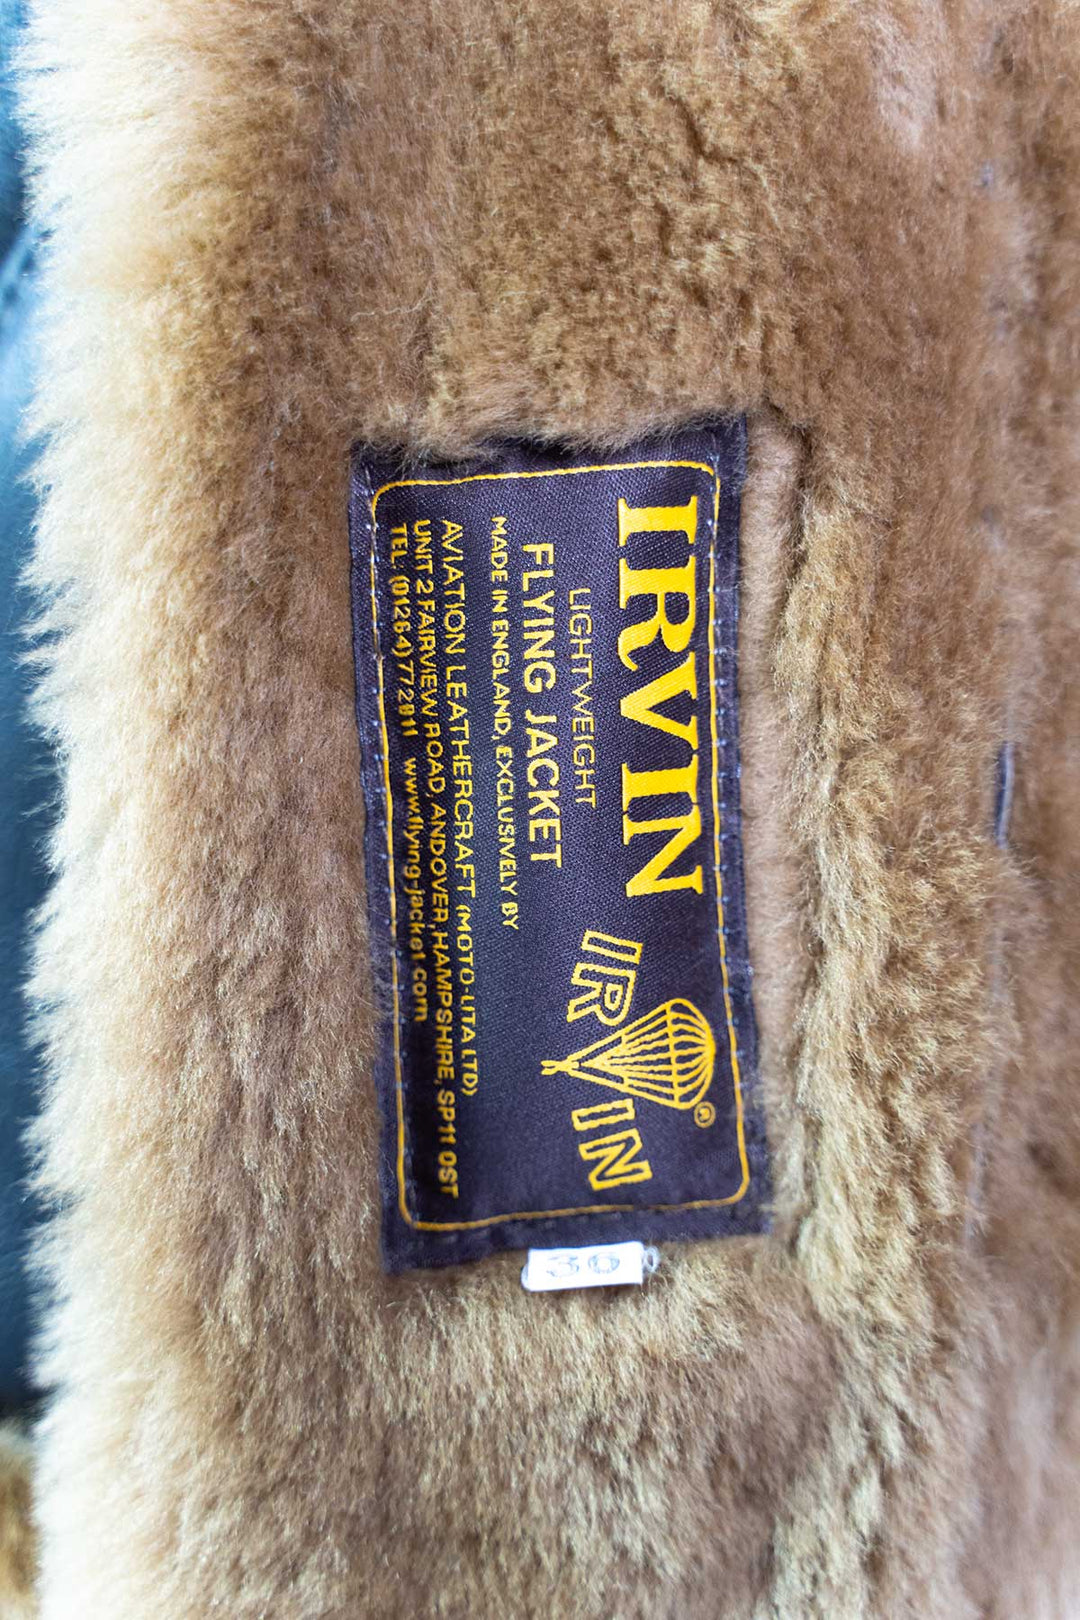 IRVIN
LIGHTWEIGHT
FLYING JACKET
MADE IN ENGLAND, EXCLUSIVELY BY
AVIATION LEATHERCRAFT (MOTO-LITA LTD)
UNIT 2 FAIRVIEW ROAD, ANDOVER, HAMPSHIRE, SP11 0ST
TEL. (01264) 772811 www.flying-jacket.com
IRVIN ®
36